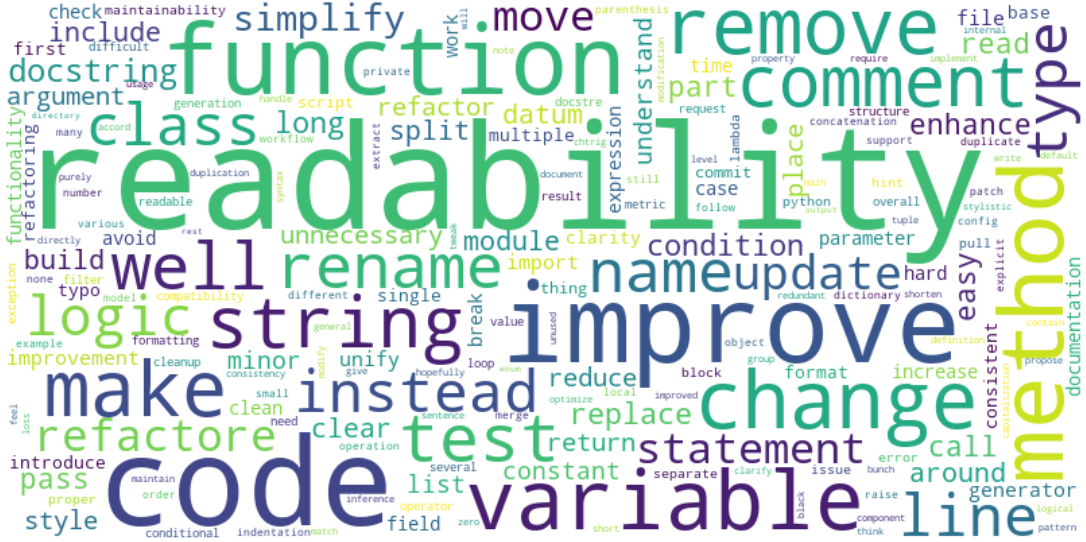 check maintainability simplify move parenthesis remove file base
include work will internal
first difficult function note understand comment read type
docstring usage private modification property require implement
argument generation handle script refactor docstre datum part time request structure
directory many accord class long workflow split multiple extract chtrig expression concatenation enhance
functionality refactoring purely duplication syntax readability level lambda place support duplicate write default
number readable document result still metric commit case main python hint overall patch
various rest follow output tuple stylistic config
directly avoid unnecessary tweak module clarity condition parameter pull explicit method
build well rename import name update hard easy
none filter thing
exception typo model compatibility different single break value unused improve redundant dictionary shorten documentation
logic string general object definition contain
example formatting consistency modify minor unify loop group consistent propose
improvement cleanup give hopefully enum block format increase
make small instead optimize reduce local improved change capitalization
feel loss clean need sentence merge replace
refactore clear operation test return statement call
introduce code several constant separate clarify issue error bunch around
pass maintain inference list variable black raise generator
proper order operator zero component line logical
style conditional indentation match field short think pattern